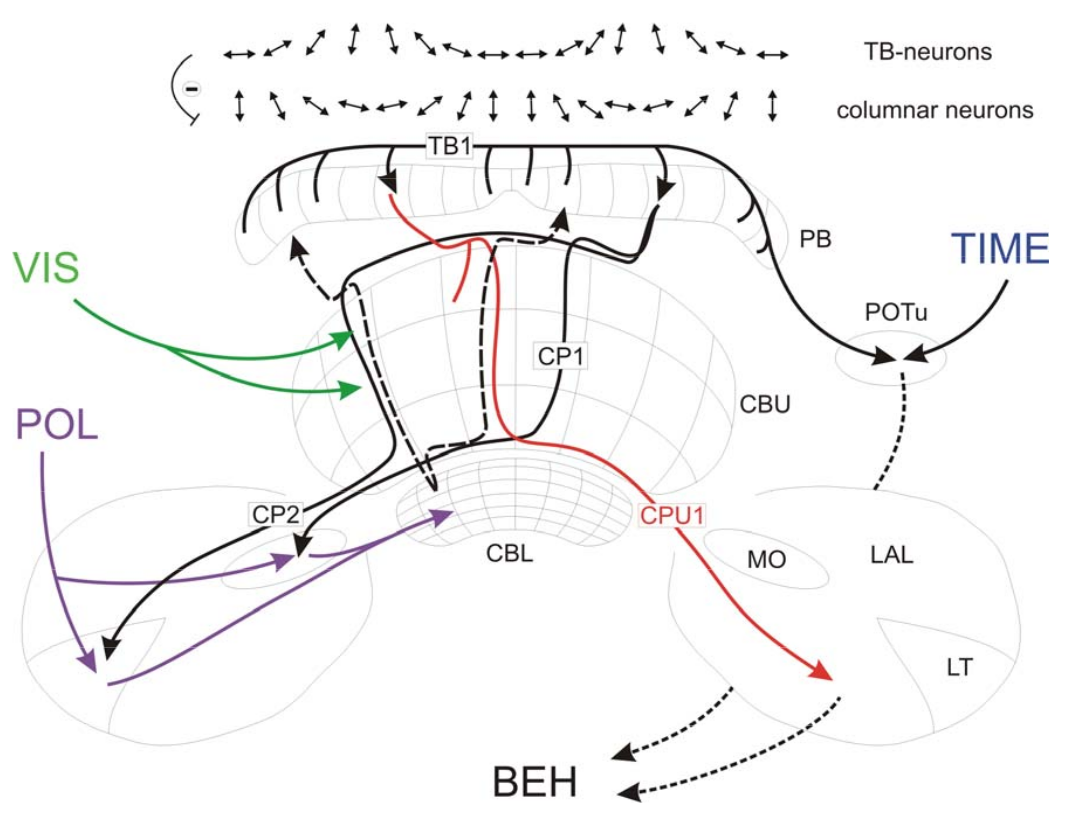 TB-neurons
-
columnar neurons
TB1
PB
TIME
VIS
POTu
CP1
CBU
POL
CP2
CPU1
CBL
MO
LAL
LT
BEH